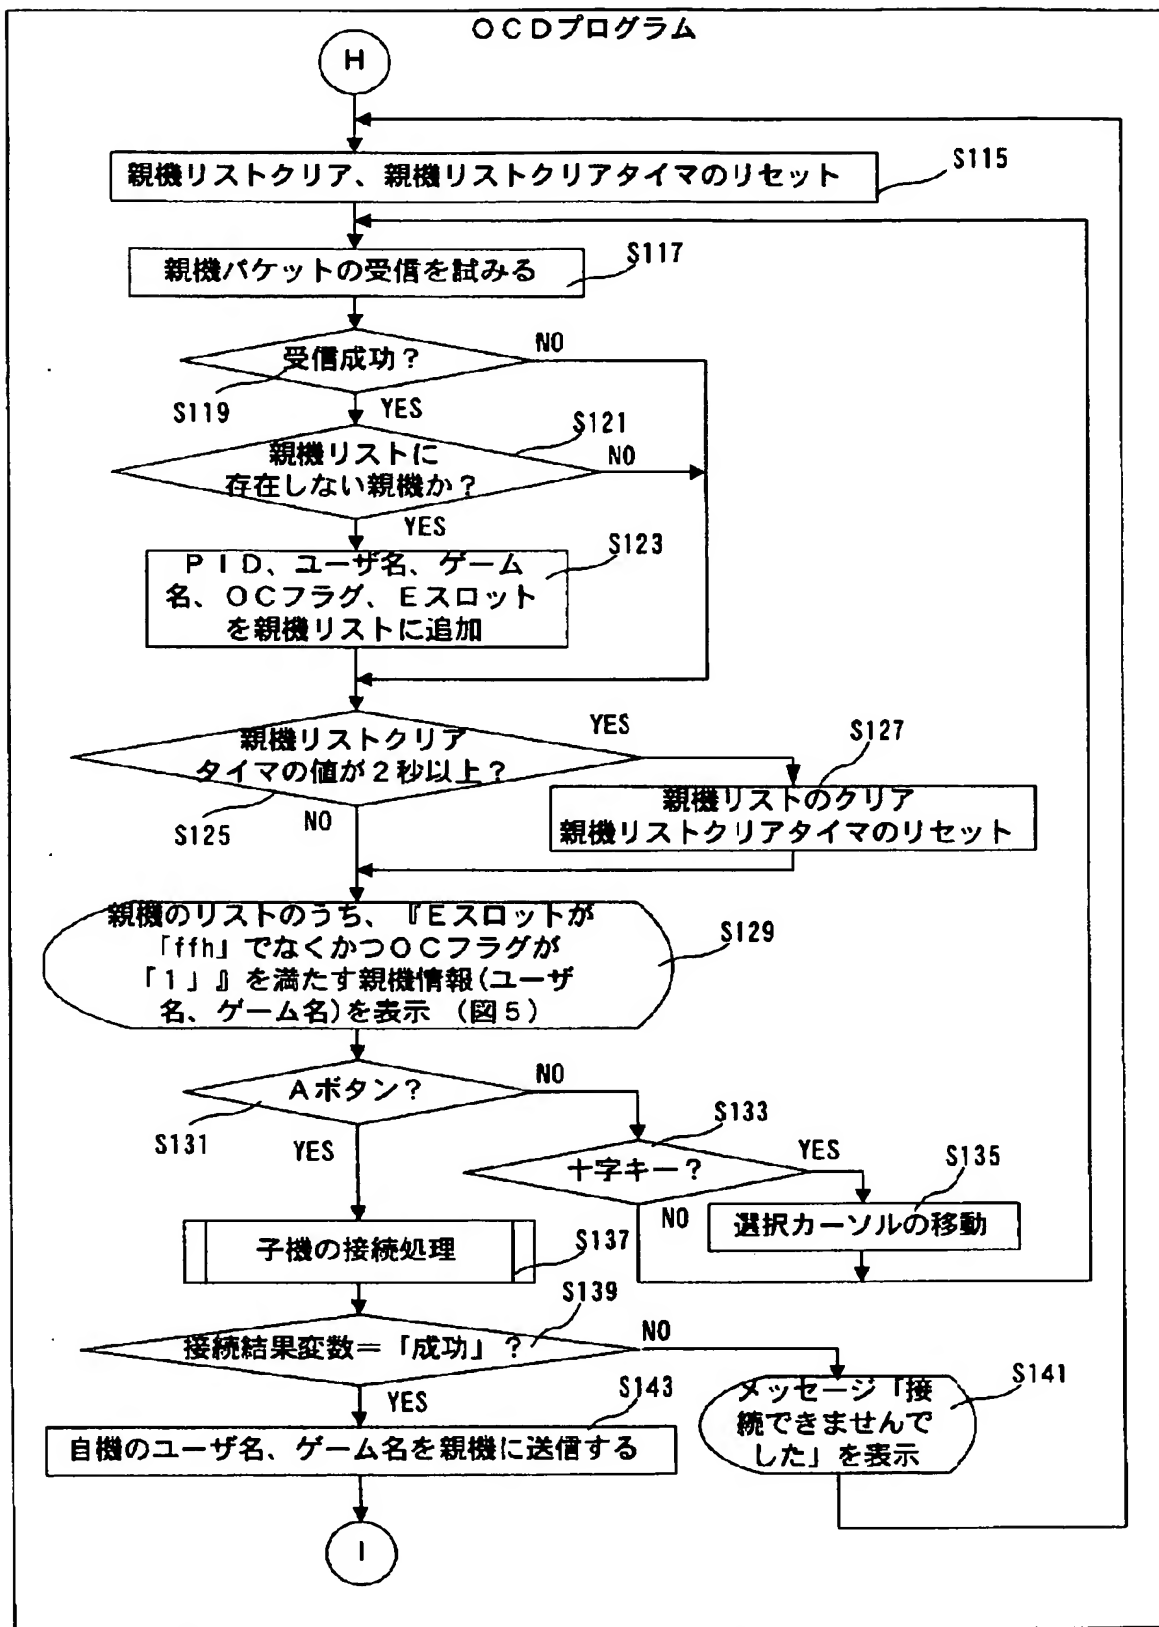 ＯＣＤプログラム
H
親機リストクリア、親機リストクリアタイマのリセット
S115
親機パケットの受信を試みる
S117
受信成功？
NO
S119
YES
親機リストに
存在しない親機か？
S121
NO
YES
ＰＩＤ、ユーザ名、ゲーム
名、ＯＣフラグ、Ｅスロット
を親機リストに追加
S123
親機リストクリア
タイマの値が２秒以上？
YES
S125
NO
S127
親機リストのクリア
親機リストクリアタイマのリセット
親機のリストのうち、『Ｅスロットが
「ffh」でなくかつＯＣフラグが
「１」』を満たす親機情報(ユーザ
名、ゲーム名)を表示 （図５）
S129
Ａボタン？
NO
S131
YES
S133
十字キー？
YES
NO
S135
選択カーソルの移動
子機の接続処理
S137
S139
接続結果変数＝「成功」？
NO
YES
S141
メッセージ「接
続できませんで
した」を表示
S143
自機のユーザ名、ゲーム名を親機に送信する
I